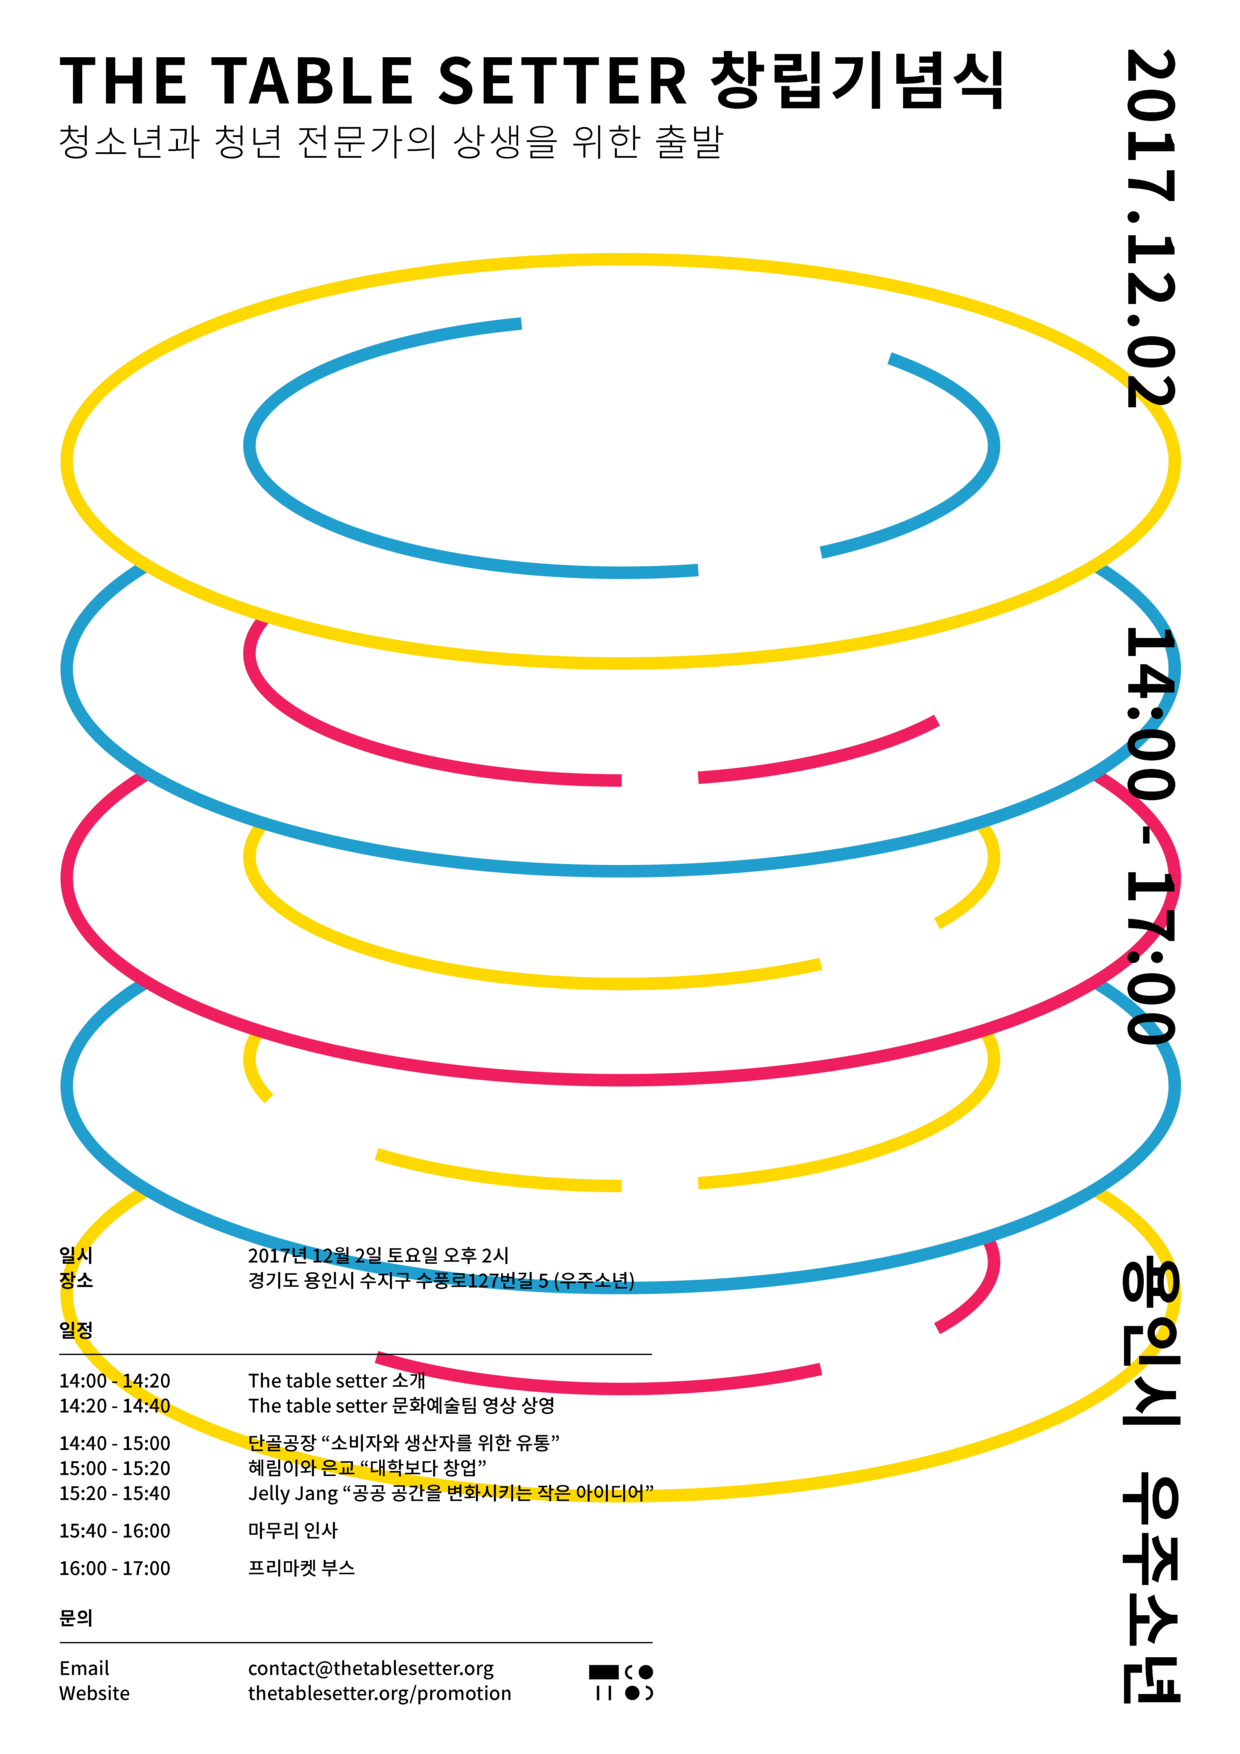 THE TABLE SETTER 창립기념식
청소년과 청년 전문가의 상생을 위한 출발
2017.12.02
14:00 - 17:00
용인시 우주소년
일시 2017년 12월 2일 토요일 오후 2시
장소 경기도 용인시 수지구 수풍로127번길 5 (우주소년)
일정
14:00 - 14:20 The table setter 소개
14:20 - 14:40 The table setter 문화예술팀 영상 상영
14:40 - 15:00 단골공장 “소비자와 생산자를 위한 유통”
15:00 - 15:20 혜림이와 은교 “대학보다 창업”
15:20 - 15:40 Jelly Jang “공공 공간을 변화시키는 작은 아이디어”
15:40 - 16:00 마무리 인사
16:00 - 17:00 프리마켓 부스
문의
Email contact@thetablesetter.org
Website thetablesetter.org/promotion